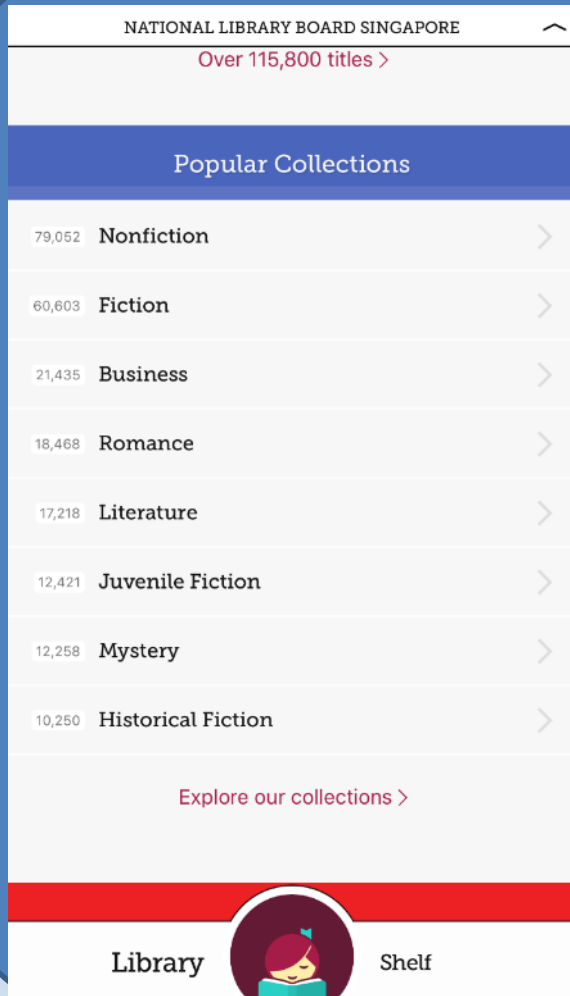 NATIONAL LIBRARY BOARD SINGAPORE
Over 115,800 titles >
Popular Collections
79,052 Nonfiction
60,603 Fiction
21,435 Business
18,468 Romance
17,218 Literature
12,421 Juvenile Fiction
12,258 Mystery
10,250 Historical Fiction
Explore our collections >
Library Shelf